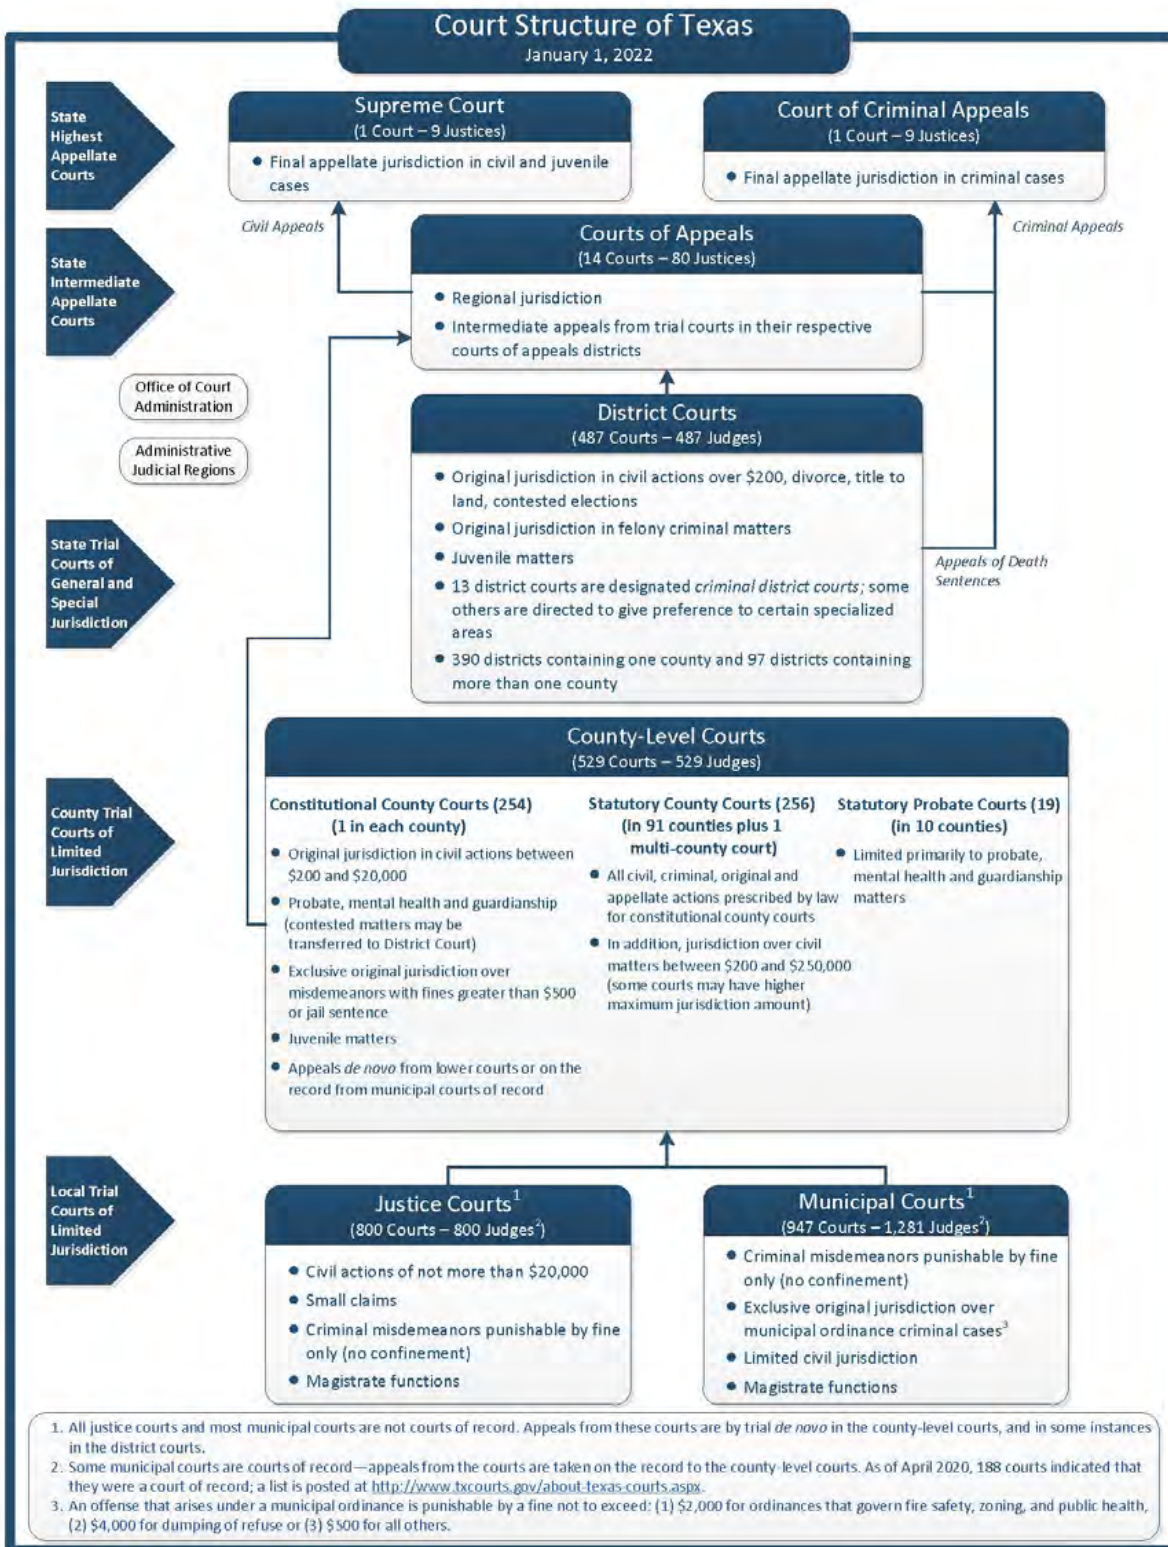 Court Structure of Texas
January 1, 2022
State
Highest
Appellate
Courts
Supreme Court
(1 Court – 9 Justices)
● Final appellate jurisdiction in civil and juvenile
cases
Court of Criminal Appeals
(1 Court – 9 Justices)
● Final appellate jurisdiction in criminal cases
Civil Appeals
Criminal Appeals
State
Intermediate
Appellate
Courts
Courts of Appeals
(14 Courts – 80 Justices)
● Regional jurisdiction
● Intermediate appeals from trial courts in their respective
courts of appeals districts
Office of Court
Administration
Administrative
Judicial Regions
State Trial
Courts of
General and
Special
Jurisdiction
District Courts
(487 Courts – 487 Judges)
● Original jurisdiction in civil actions over $200, divorce, title to
land, contested elections
● Original jurisdiction in felony criminal matters
● Juvenile matters
● 13 district courts are designated criminal district courts; some
others are directed to give preference to certain specialized
areas
● 390 districts containing one county and 97 districts containing
more than one county
Appeals of Death
Sentences
County Trial
Courts of
Limited
Jurisdiction
County-Level Courts
(529 Courts – 529 Judges)
Constitutional County Courts (254)
(1 in each county)
● Original jurisdiction in civil actions between
$200 and $20,000
● Probate, mental health and guardianship
(contested matters may be
transferred to District Court)
● Exclusive original jurisdiction over
misdemeanors with fines greater than $500
or jail sentence
● Juvenile matters
● Appeals de novo from lower courts or on the
record from municipal courts of record
Statutory County Courts (256)
(in 91 counties plus 1
multi-county court)
● All civil, criminal, original and
appellate actions prescribed by law
for constitutional county courts
● In addition, jurisdiction over civil
matters between $200 and $250,000
(some courts may have higher
maximum jurisdiction amount)
Statutory Probate Courts (19)
(in 10 counties)
● Limited primarily to probate,
mental health and guardianship
matters
Local Trial
Courts of
Limited
Jurisdiction
Justice Courts¹
(800 Courts – 800 Judges²)
● Civil actions of not more than $20,000
● Small claims
● Criminal misdemeanors punishable by fine
only (no confinement)
● Magistrate functions
Municipal Courts¹
(947 Courts – 1,281 Judges²)
● Criminal misdemeanors punishable by fine
only (no confinement)
● Exclusive original jurisdiction over
municipal ordinance criminal cases³
● Limited civil jurisdiction
● Magistrate functions
1. All justice courts and most municipal courts are not courts of record. Appeals from these courts are by trial de novo in the county-level courts, and in some instances
in the district courts.
2. Some municipal courts are courts of record—appeals from the courts are taken on the record to the county-level courts. As of April 2020, 188 courts indicated that
they were a court of record; a list is posted at http://www.txcourts.gov/about-texas-courts.aspx.
3. An offense that arises under a municipal ordinance is punishable by a fine not to exceed: (1) $2,000 for ordinances that govern fire safety, zoning, and public health,
(2) $4,000 for dumping of refuse or (3) $500 for all others.